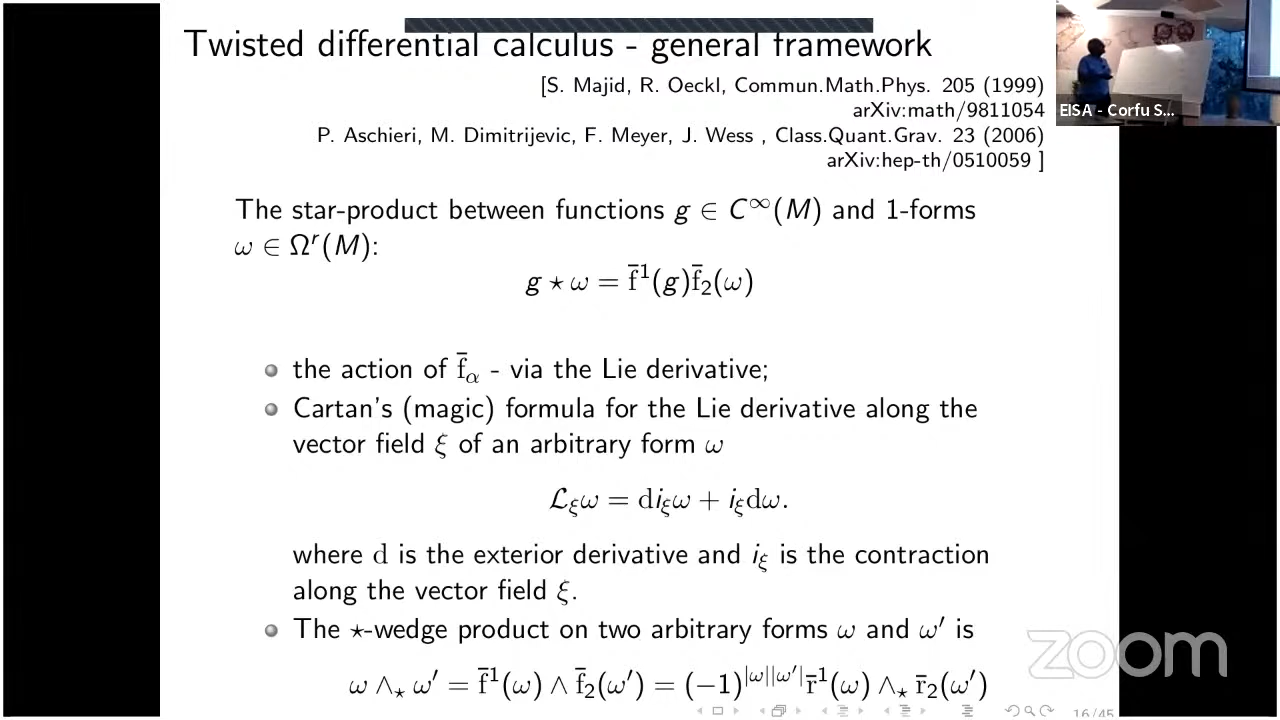 Twisted differential calculus - general framework
[S. Majid, R. Oeckl, Commun.Math.Phys. 205 (1999)
arXiv:math/9811054
P. Aschieri, M. Dimitrijevic, F. Meyer, J. Wess , Class.Quant.Grav. 23 (2006)
arXiv:hep-th/0510059 ]
EISA - Corfu S...
The star-product between functions g ∈ C^∞(M) and 1-forms
ω ∈ Ω^r(M):
g ⋆ ω = f̄^1(g)f̄_2(ω)
the action of f̄_α - via the Lie derivative;
Cartan's (magic) formula for the Lie derivative along the
vector field ξ of an arbitrary form ω
ℒ_ξω = di_ξω + i_ξdω.
where d is the exterior derivative and i_ξ is the contraction
along the vector field ξ.
The ⋆-wedge product on two arbitrary forms ω and ω′ is
ω ∧_⋆ ω′ = f̄^1(ω) ∧ f̄_2(ω′) = (−1)^{|ω||ω′|} r̄^1(ω) ∧_⋆ r̄_2(ω′)
zoom
16/45